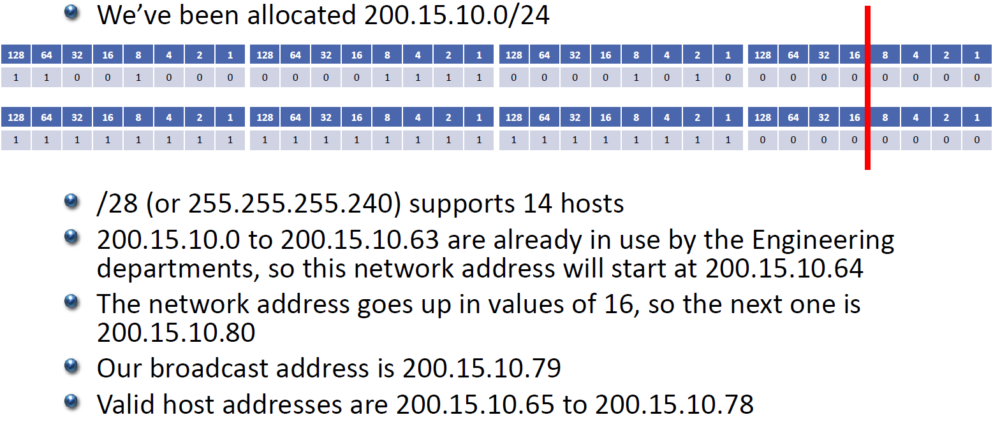 We've been allocated 200.15.10.0/24
128 64 32 16 8 4 2 1 128 64 32 16 8 4 2 1 128 64 32 16 8 4 2 1 128 64 32 16 8 4 2 1
1 1 0 0 1 0 0 0 0 0 0 0 1 1 1 1 0 0 0 0 1 0 1 0 0 0 0 0 0 0 0 0
128 64 32 16 8 4 2 1 128 64 32 16 8 4 2 1 128 64 32 16 8 4 2 1 128 64 32 16 8 4 2 1
1 1 1 1 1 1 1 1 1 1 1 1 1 1 1 1 1 1 1 1 1 1 1 1 0 0 0 0 0 0 0 0
/28 (or 255.255.255.240) supports 14 hosts
200.15.10.0 to 200.15.10.63 are already in use by the Engineering
departments, so this network address will start at 200.15.10.64
The network address goes up in values of 16, so the next one is
200.15.10.80
Our broadcast address is 200.15.10.79
Valid host addresses are 200.15.10.65 to 200.15.10.78